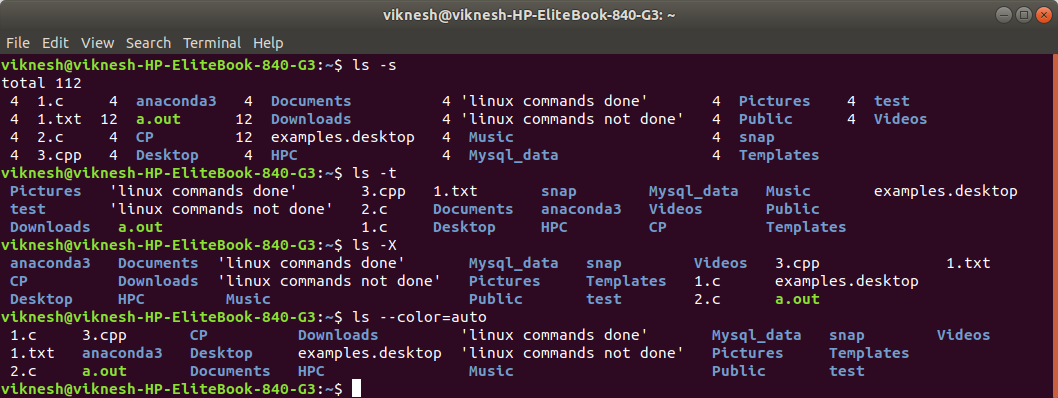 viknesh@viknesh-HP-EliteBook-840-G3: ~
File Edit View Search Terminal Help
viknesh@viknesh-HP-EliteBook-840-G3:~$ ls -s
total 112
4 1.c 4 anaconda3 4 Documents 4 'linux commands done' 4 Pictures 4 test
4 1.txt 12 a.out 12 Downloads 4 'linux commands not done' 4 Public 4 Videos
4 2.c 4 CP 12 examples.desktop 4 Music 4 snap
4 3.cpp 4 Desktop 4 HPC 4 Mysql_data 4 Templates
viknesh@viknesh-HP-EliteBook-840-G3:~$ ls -t
Pictures 'linux commands done' 3.cpp 1.txt snap Mysql_data Music examples.desktop
test 'linux commands not done' 2.c Documents anaconda3 Videos Public
Downloads a.out 1.c Desktop HPC CP Templates
viknesh@viknesh-HP-EliteBook-840-G3:~$ ls -X
anaconda3 Documents 'linux commands done' Mysql_data snap Videos 3.cpp 1.txt
CP Downloads 'linux commands not done' Pictures Templates 1.c examples.desktop
Desktop HPC Music Public test 2.c a.out
viknesh@viknesh-HP-EliteBook-840-G3:~$ ls --color=auto
1.c 3.cpp CP Downloads 'linux commands done' Mysql_data snap Videos
1.txt anaconda3 Desktop examples.desktop 'linux commands not done' Pictures Templates
2.c a.out Documents HPC Music Public test
viknesh@viknesh-HP-EliteBook-840-G3:~$